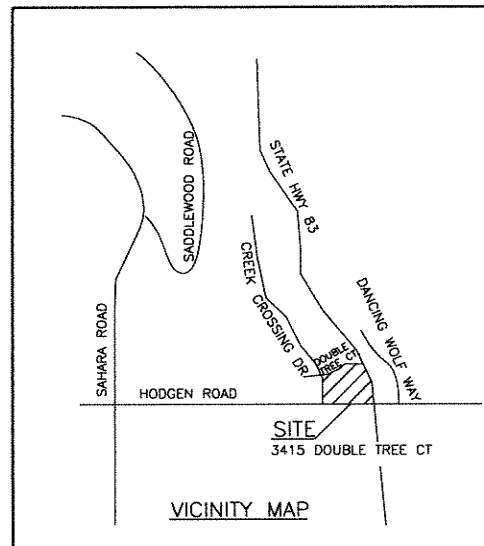 SADDLEWOOD ROAD
STATE HWY 83
CREEK CROSSING DR
DANCING WOLF WAY
SAHARA ROAD
DOUBLE
TREE CT
HODGEN ROAD
SITE
3415 DOUBLE TREE CT
VICINITY MAP